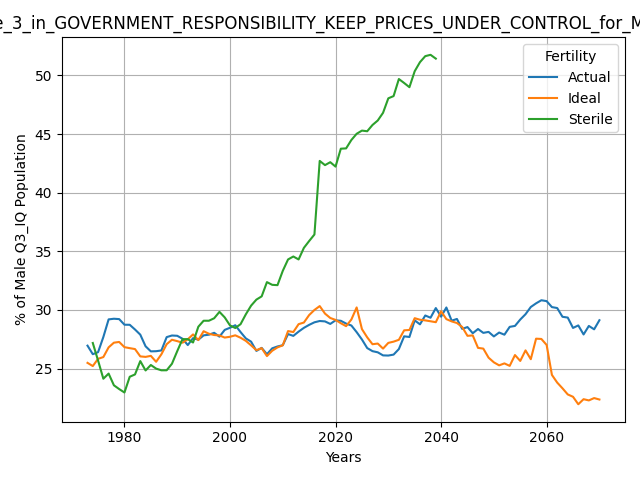 e_3_in_GOVERNMENT_RESPONSIBILITY_KEEP_PRICES_UNDER_CONTROL_for_M
Fertility
Actual
Ideal
Sterile
% of Male Q3_IQ Population
50
45
40
35
30
25
1980
2000
2020
2040
2060
Years